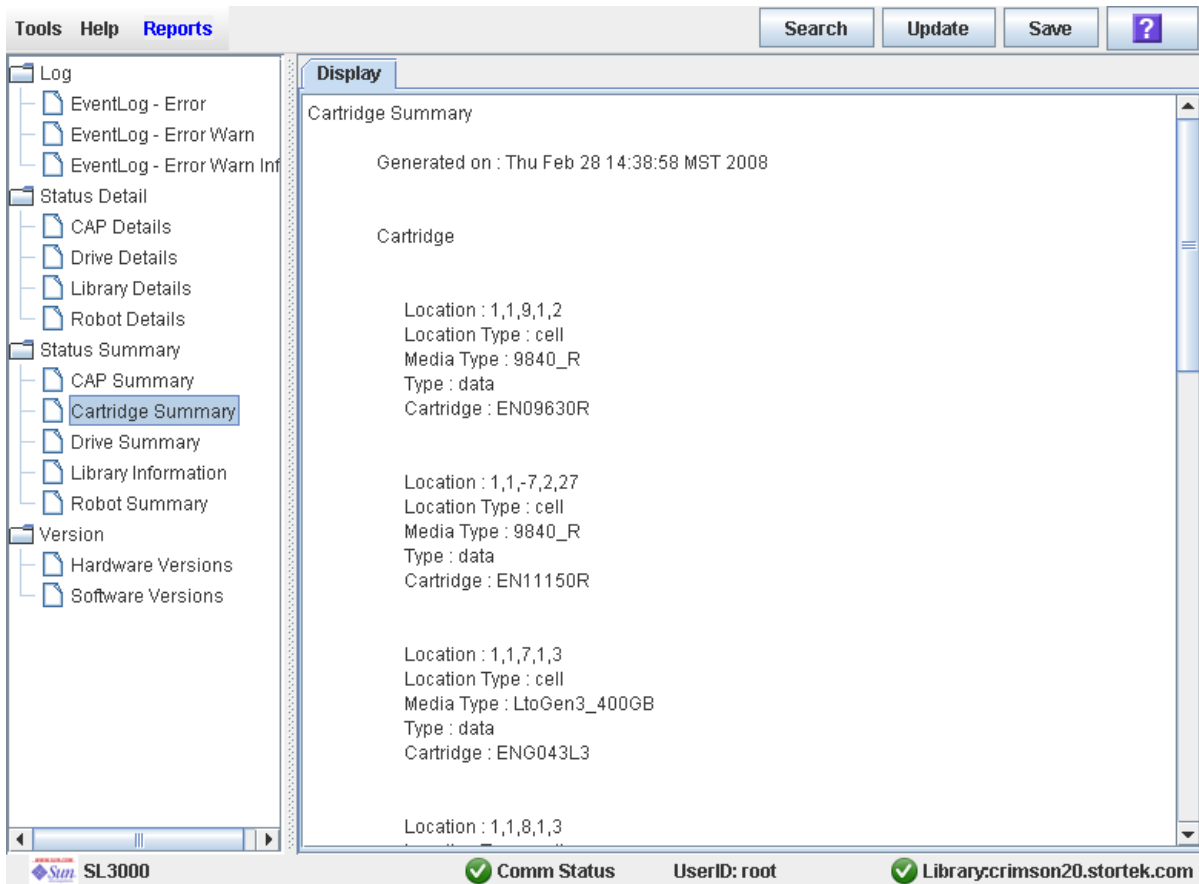 Tools Help Reports Search Update Save ?
Log
EventLog - Error
EventLog - Error Warn
EventLog - Error Warn Inf
Status Detail
CAP Details
Drive Details
Library Details
Robot Details
Status Summary
CAP Summary
Cartridge Summary
Drive Summary
Library Information
Robot Summary
Version
Hardware Versions
Software Versions
Display
Cartridge Summary
Generated on : Thu Feb 28 14:38:58 MST 2008
Cartridge
Location : 1,1,9,1,2
Location Type : cell
Media Type : 9840_R
Type : data
Cartridge : EN09630R
Location : 1,1,-7,2,27
Location Type : cell
Media Type : 9840_R
Type : data
Cartridge : EN11150R
Location : 1,1,7,1,3
Location Type : cell
Media Type : LtoGen3_400GB
Type : data
Cartridge : ENG043L3
Location : 1,1,8,1,3
Sun SL3000 Comm Status UserID: root Library:crimson20.stortek.com